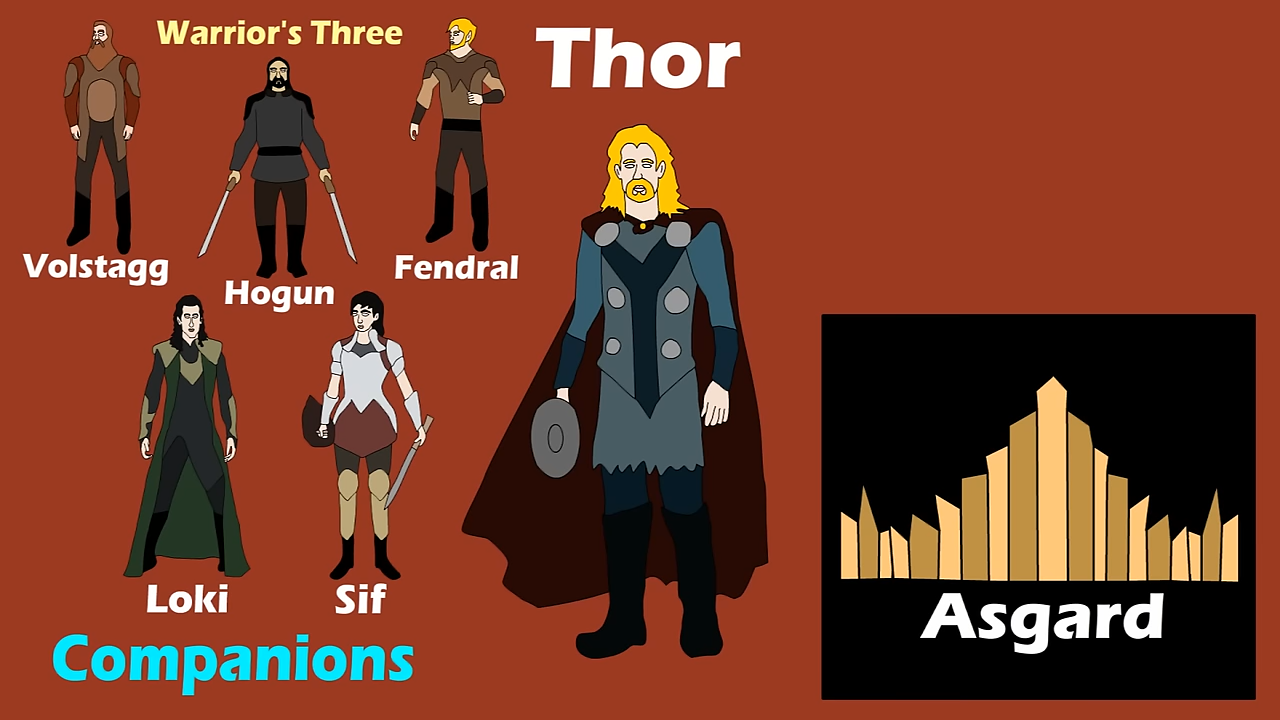 Warrior's Three
Thor
Volstagg
Hogun
Fendral
Loki
Sif
Companions
Asgard